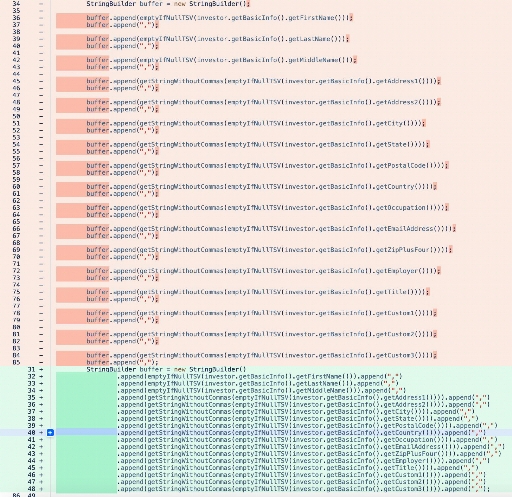 34 - StringBuilder buffer = new StringBuilder();
35 -
36 - buffer.append(emptyIfNullTSV(investor.getBasicInfo().getFirstName()));
37 - buffer.append(",");
38 -
39 - buffer.append(emptyIfNullTSV(investor.getBasicInfo().getLastName()));
40 - buffer.append(",");
41 -
42 - buffer.append(emptyIfNullTSV(investor.getBasicInfo().getMiddleName()));
43 - buffer.append(",");
44 -
45 - buffer.append(getStringWithoutCommas(emptyIfNullTSV(investor.getBasicInfo().getAddress1())));
46 - buffer.append(",");
47 -
48 - buffer.append(getStringWithoutCommas(emptyIfNullTSV(investor.getBasicInfo().getAddress2())));
49 - buffer.append(",");
50 -
51 - buffer.append(getStringWithoutCommas(emptyIfNullTSV(investor.getBasicInfo().getCity())));
52 - buffer.append(",");
53 -
54 - buffer.append(getStringWithoutCommas(emptyIfNullTSV(investor.getBasicInfo().getState())));
55 - buffer.append(",");
56 -
57 - buffer.append(getStringWithoutCommas(emptyIfNullTSV(investor.getBasicInfo().getPostalCode())));
58 - buffer.append(",");
59 -
60 - buffer.append(getStringWithoutCommas(emptyIfNullTSV(investor.getBasicInfo().getCountry())));
61 - buffer.append(",");
62 -
63 - buffer.append(getStringWithoutCommas(emptyIfNullTSV(investor.getBasicInfo().getOccupation())));
64 - buffer.append(",");
65 -
66 - buffer.append(getStringWithoutCommas(emptyIfNullTSV(investor.getBasicInfo().getEmailAddress())));
67 - buffer.append(",");
68 -
69 - buffer.append(getStringWithoutCommas(emptyIfNullTSV(investor.getBasicInfo().getZipPlusFour())));
70 - buffer.append(",");
71 -
72 - buffer.append(getStringWithoutCommas(emptyIfNullTSV(investor.getBasicInfo().getEmployer())));
73 - buffer.append(",");
74 -
75 - buffer.append(getStringWithoutCommas(emptyIfNullTSV(investor.getBasicInfo().getTitle())));
76 - buffer.append(",");
77 -
78 - buffer.append(getStringWithoutCommas(emptyIfNullTSV(investor.getBasicInfo().getCustom1())));
79 - buffer.append(",");
80 -
81 - buffer.append(getStringWithoutCommas(emptyIfNullTSV(investor.getBasicInfo().getCustom2())));
82 - buffer.append(",");
83 -
84 - buffer.append(getStringWithoutCommas(emptyIfNullTSV(investor.getBasicInfo().getCustom3())));
85 - buffer.append(",");
31 + StringBuilder buffer = new StringBuilder()
32 + .append(emptyIfNullTSV(investor.getBasicInfo().getFirstName())).append(",")
33 + .append(emptyIfNullTSV(investor.getBasicInfo().getLastName())).append(",")
34 + .append(emptyIfNullTSV(investor.getBasicInfo().getMiddleName())).append(",")
35 + .append(getStringWithoutCommas(emptyIfNullTSV(investor.getBasicInfo().getAddress1()))).append(",")
36 + .append(getStringWithoutCommas(emptyIfNullTSV(investor.getBasicInfo().getAddress2()))).append(",")
37 + .append(getStringWithoutCommas(emptyIfNullTSV(investor.getBasicInfo().getCity()))).append(",")
38 + .append(getStringWithoutCommas(emptyIfNullTSV(investor.getBasicInfo().getState()))).append(",")
39 + .append(getStringWithoutCommas(emptyIfNullTSV(investor.getBasicInfo().getPostalCode()))).append(",")
40 + .append(getStringWithoutCommas(emptyIfNullTSV(investor.getBasicInfo().getCountry()))).append(",")
41 + .append(getStringWithoutCommas(emptyIfNullTSV(investor.getBasicInfo().getOccupation()))).append(",")
42 + .append(getStringWithoutCommas(emptyIfNullTSV(investor.getBasicInfo().getEmailAddress()))).append(",")
43 + .append(getStringWithoutCommas(emptyIfNullTSV(investor.getBasicInfo().getZipPlusFour()))).append(",")
44 + .append(getStringWithoutCommas(emptyIfNullTSV(investor.getBasicInfo().getEmployer()))).append(",")
45 + .append(getStringWithoutCommas(emptyIfNullTSV(investor.getBasicInfo().getTitle()))).append(",")
46 + .append(getStringWithoutCommas(emptyIfNullTSV(investor.getBasicInfo().getCustom1()))).append(",")
47 + .append(getStringWithoutCommas(emptyIfNullTSV(investor.getBasicInfo().getCustom2()))).append(",")
48 + .append(getStringWithoutCommas(emptyIfNullTSV(investor.getBasicInfo().getCustom3()))).append(",")
86 49